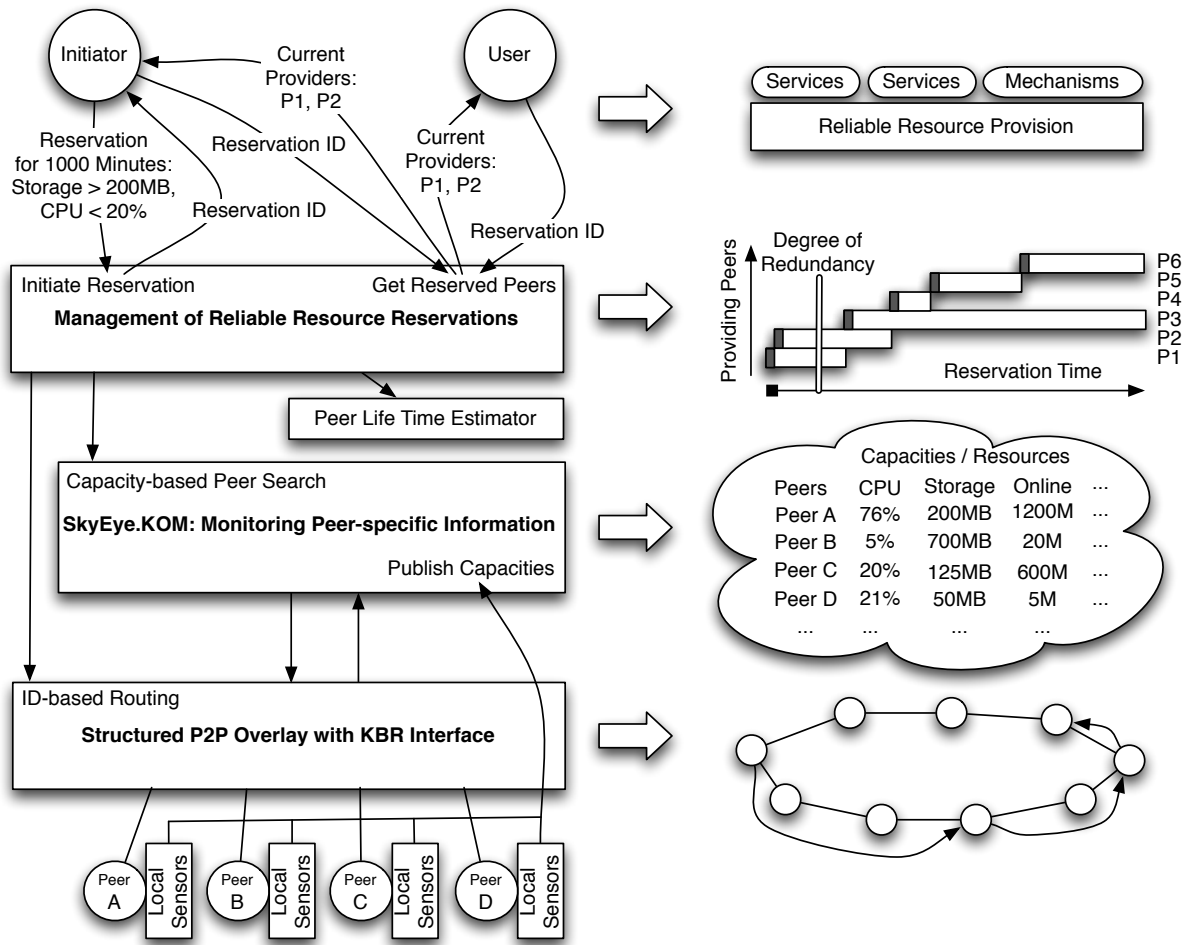 Initiator
User
Current
Providers:
P1, P2
Reservation
for 1000 Minutes:
Storage > 200MB,
CPU < 20%
Reservation ID
Reservation ID
Current
Providers:
P1, P2
Reservation ID
Initiate Reservation
Get Reserved Peers
Management of Reliable Resource Reservations
Peer Life Time Estimator
Capacity-based Peer Search
SkyEye.KOM: Monitoring Peer-specific Information
Publish Capacities
ID-based Routing
Structured P2P Overlay with KBR Interface
Peer
A
Local
Sensors
Peer
B
Local
Sensors
Peer
C
Local
Sensors
Peer
D
Local
Sensors
Services
Services
Mechanisms
Reliable Resource Provision
Providing Peers
Degree of
Redundancy
P6
P5
P4
P3
P2
P1
Reservation Time
Capacities / Resources
Peers CPU Storage Online ...
Peer A 76% 200MB 1200M ...
Peer B 5% 700MB 20M ...
Peer C 20% 125MB 600M ...
Peer D 21% 50MB 5M ...
... ... ... ...